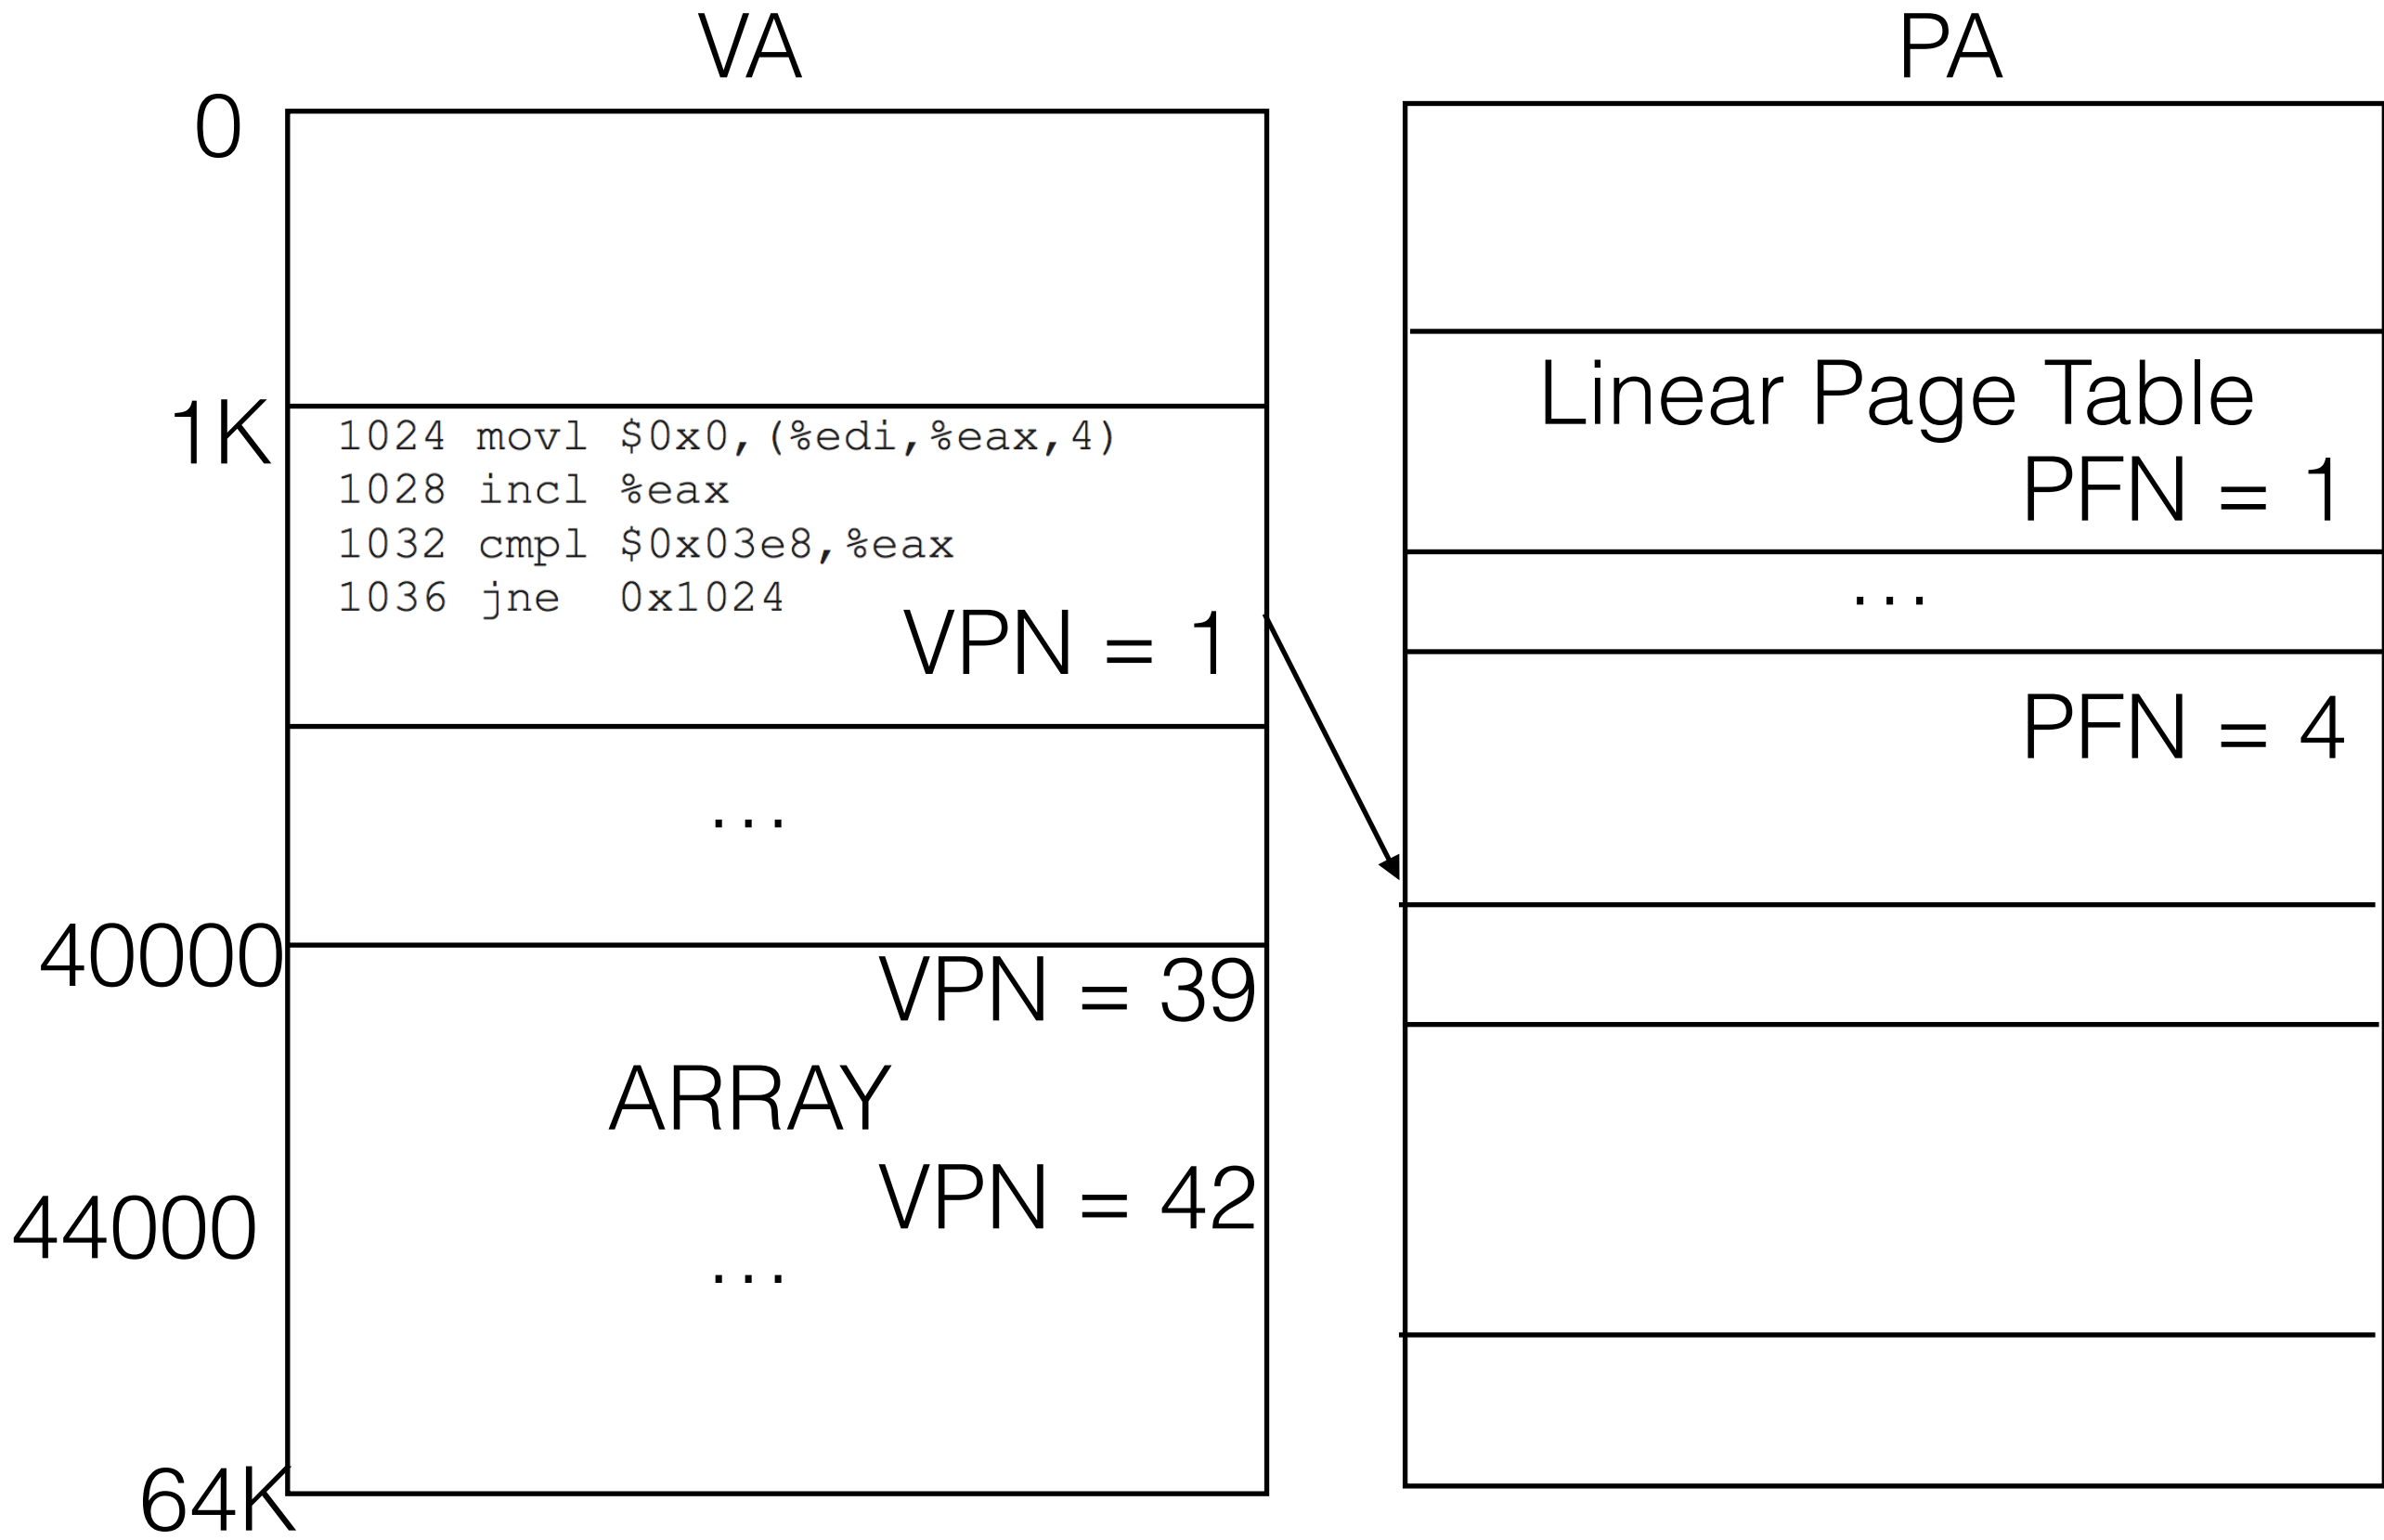 VA
0
1K
1024 movl $0x0,(%edi,%eax,4)
1028 incl %eax
1032 cmpl $0x03e8,%eax
1036 jne 0x1024
VPN = 1
...
40000
VPN = 39
ARRAY
VPN = 42
44000
...
64K
PA
Linear Page Table
PFN = 1
...
PFN = 4